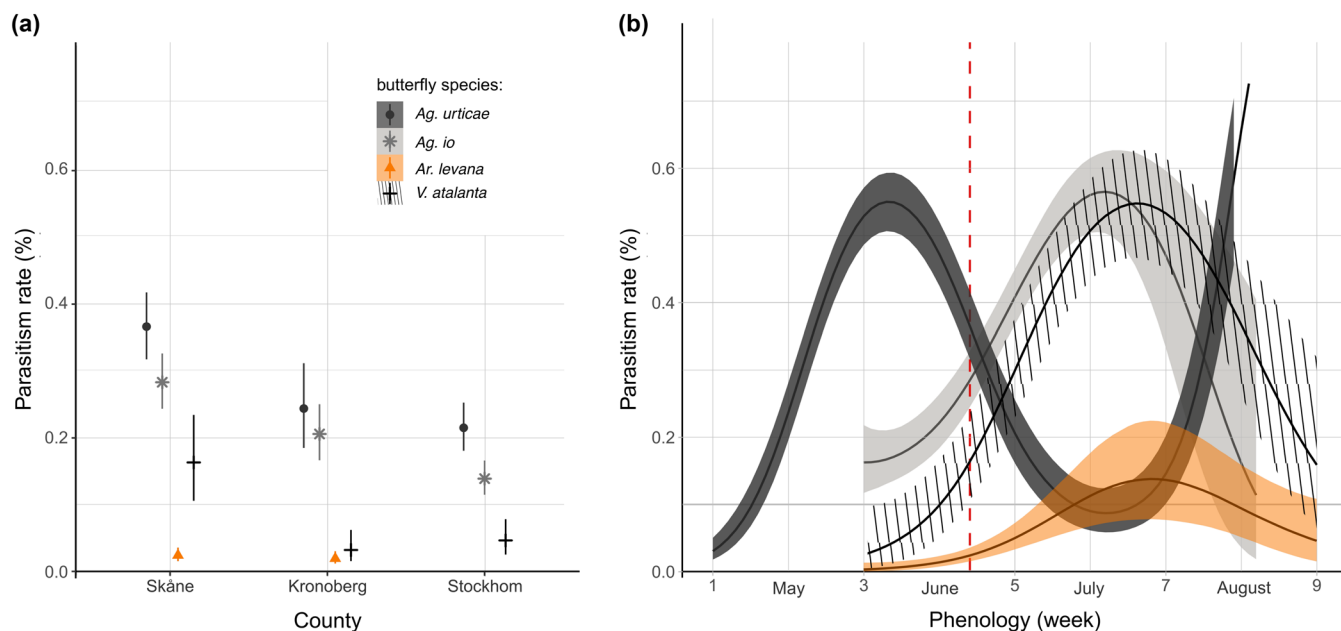 (a)
Parasitism rate (%)
0.6
0.4
0.2
0.0
butterfly species:
Ag. urticae
Ag. io
Ar. levana
V. atalanta
Skåne
Kronoberg
Stockhom
County
(b)
Parasitism rate (%)
0.6
0.4
0.2
0.0
1 May 3 June 5 July 7 August 9
Phenology (week)